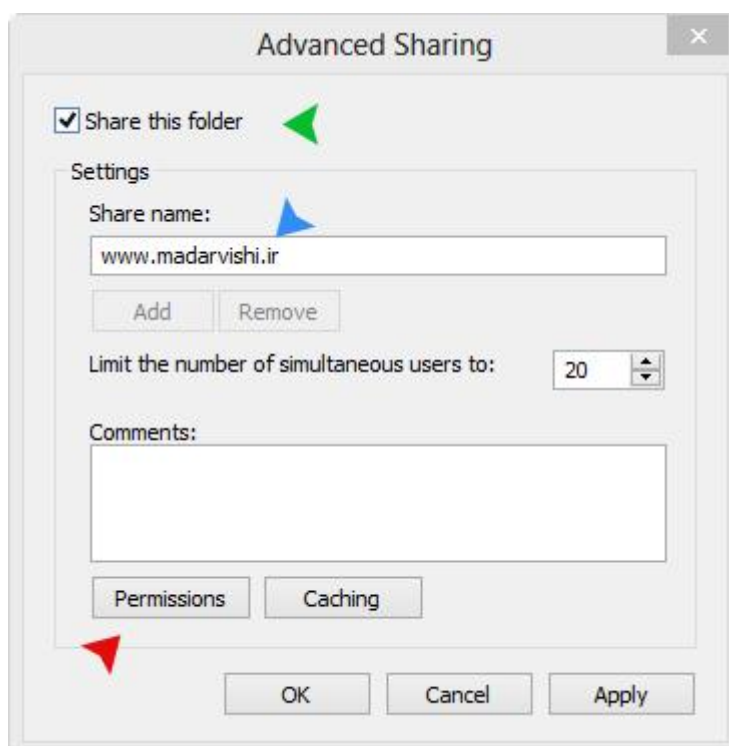 Advanced Sharing
Share this folder
Settings
Share name:
www.madarvishi.ir
Add Remove
Limit the number of simultaneous users to: 20
Comments:
Permissions Caching
OK Cancel Apply